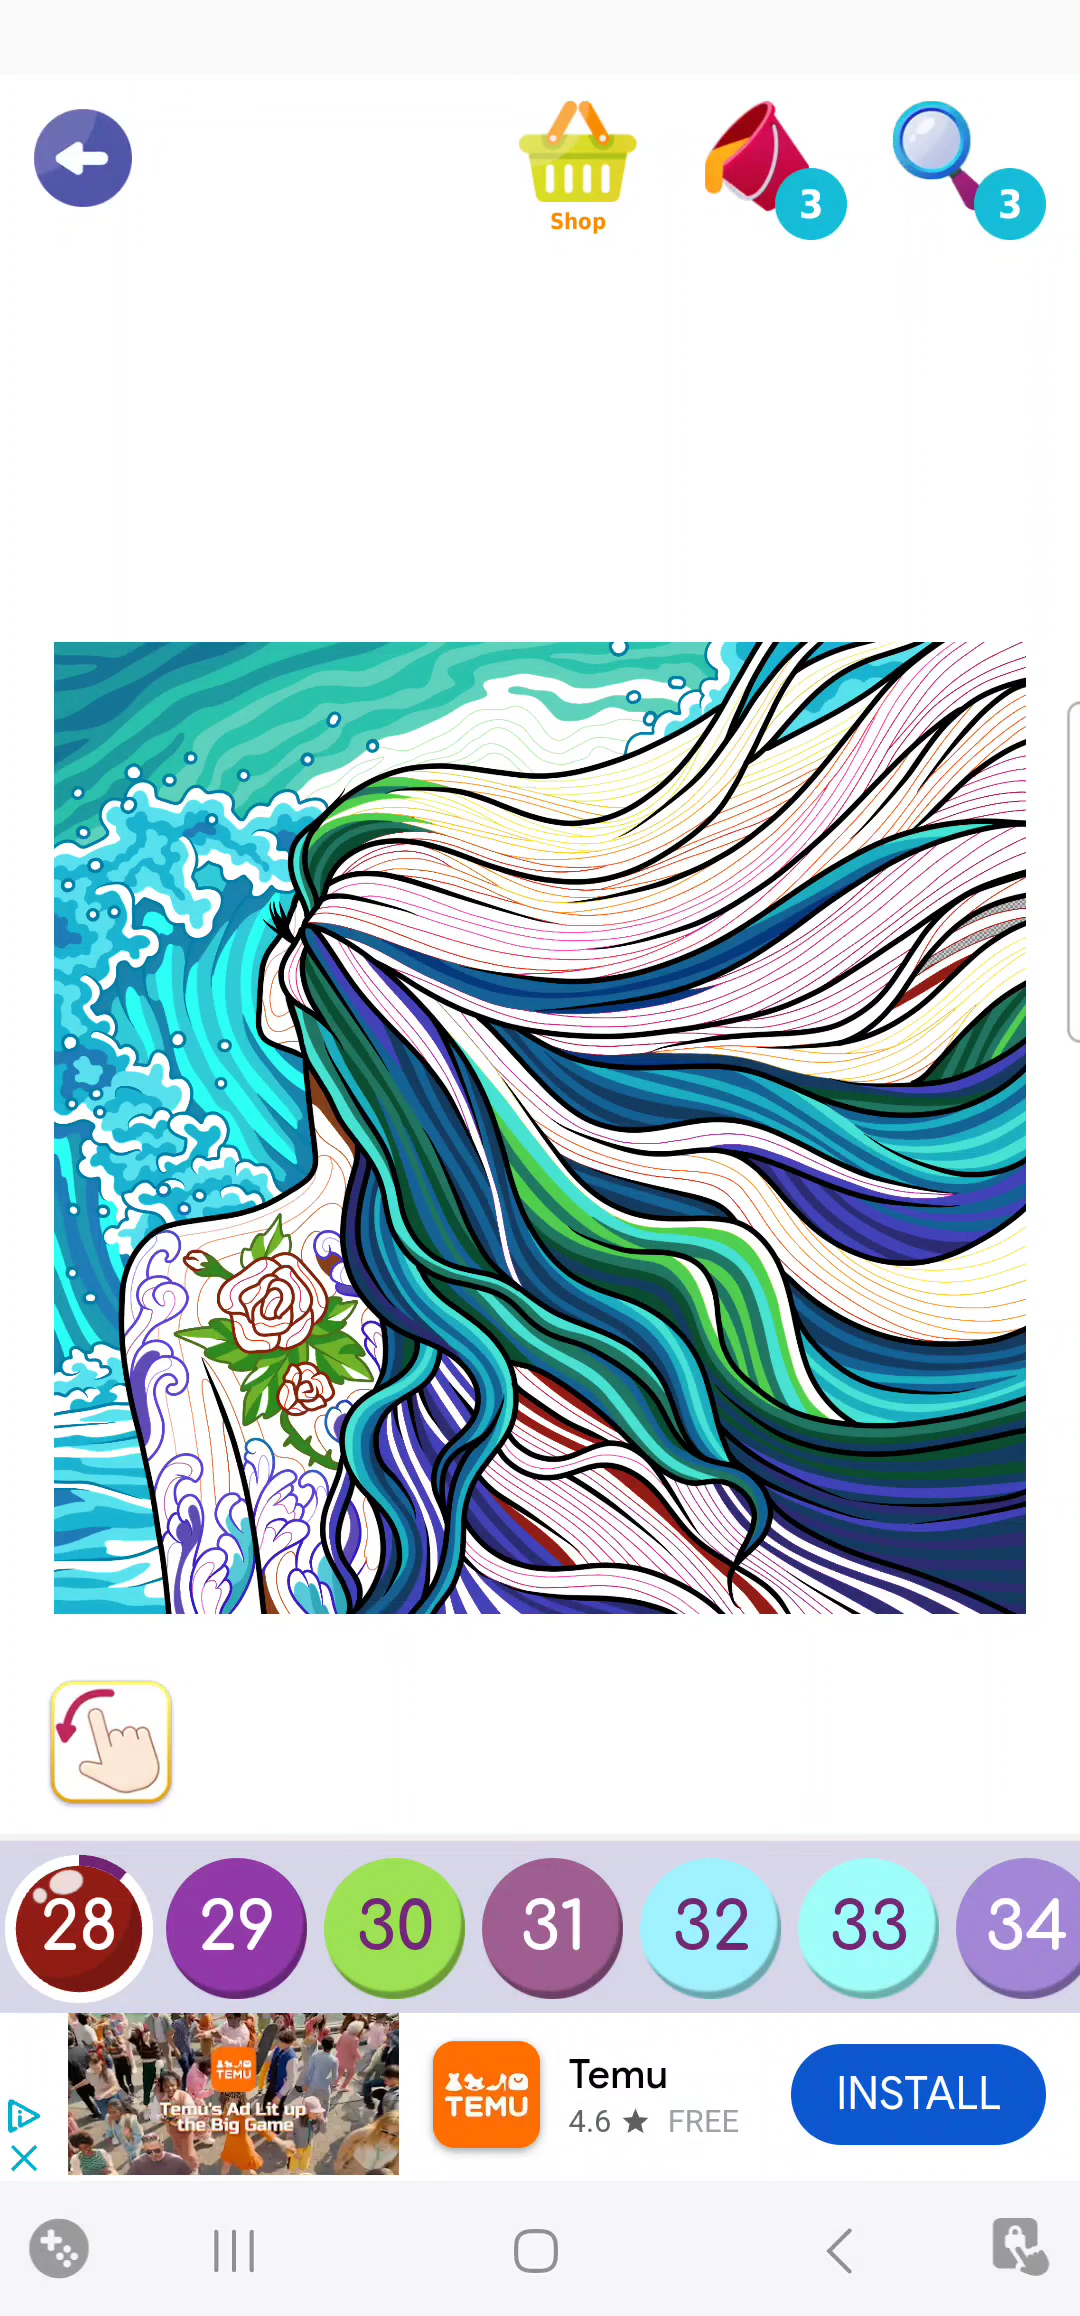 Shop
3
3
28
29
30
31
32
33
34
TEMU
Temu's Ad Lit up
the Big Game
TEMU
Temu
4.6 ★ FREE
INSTALL